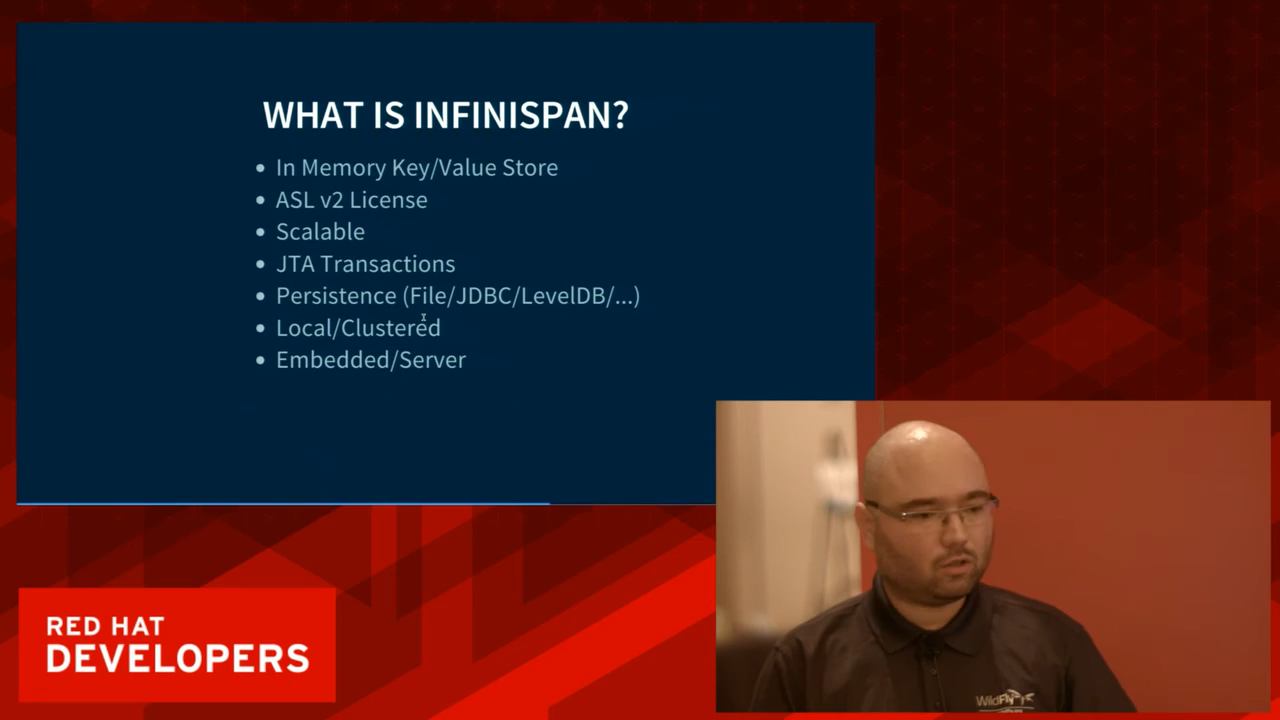 WHAT IS INFINISPAN?
• In Memory Key/Value Store
• ASL v2 License
• Scalable
• JTA Transactions
• Persistence (File/JDBC/LevelDB/...)
• Local/Clustered
• Embedded/Server
RED HAT
DEVELOPERS
WildFly